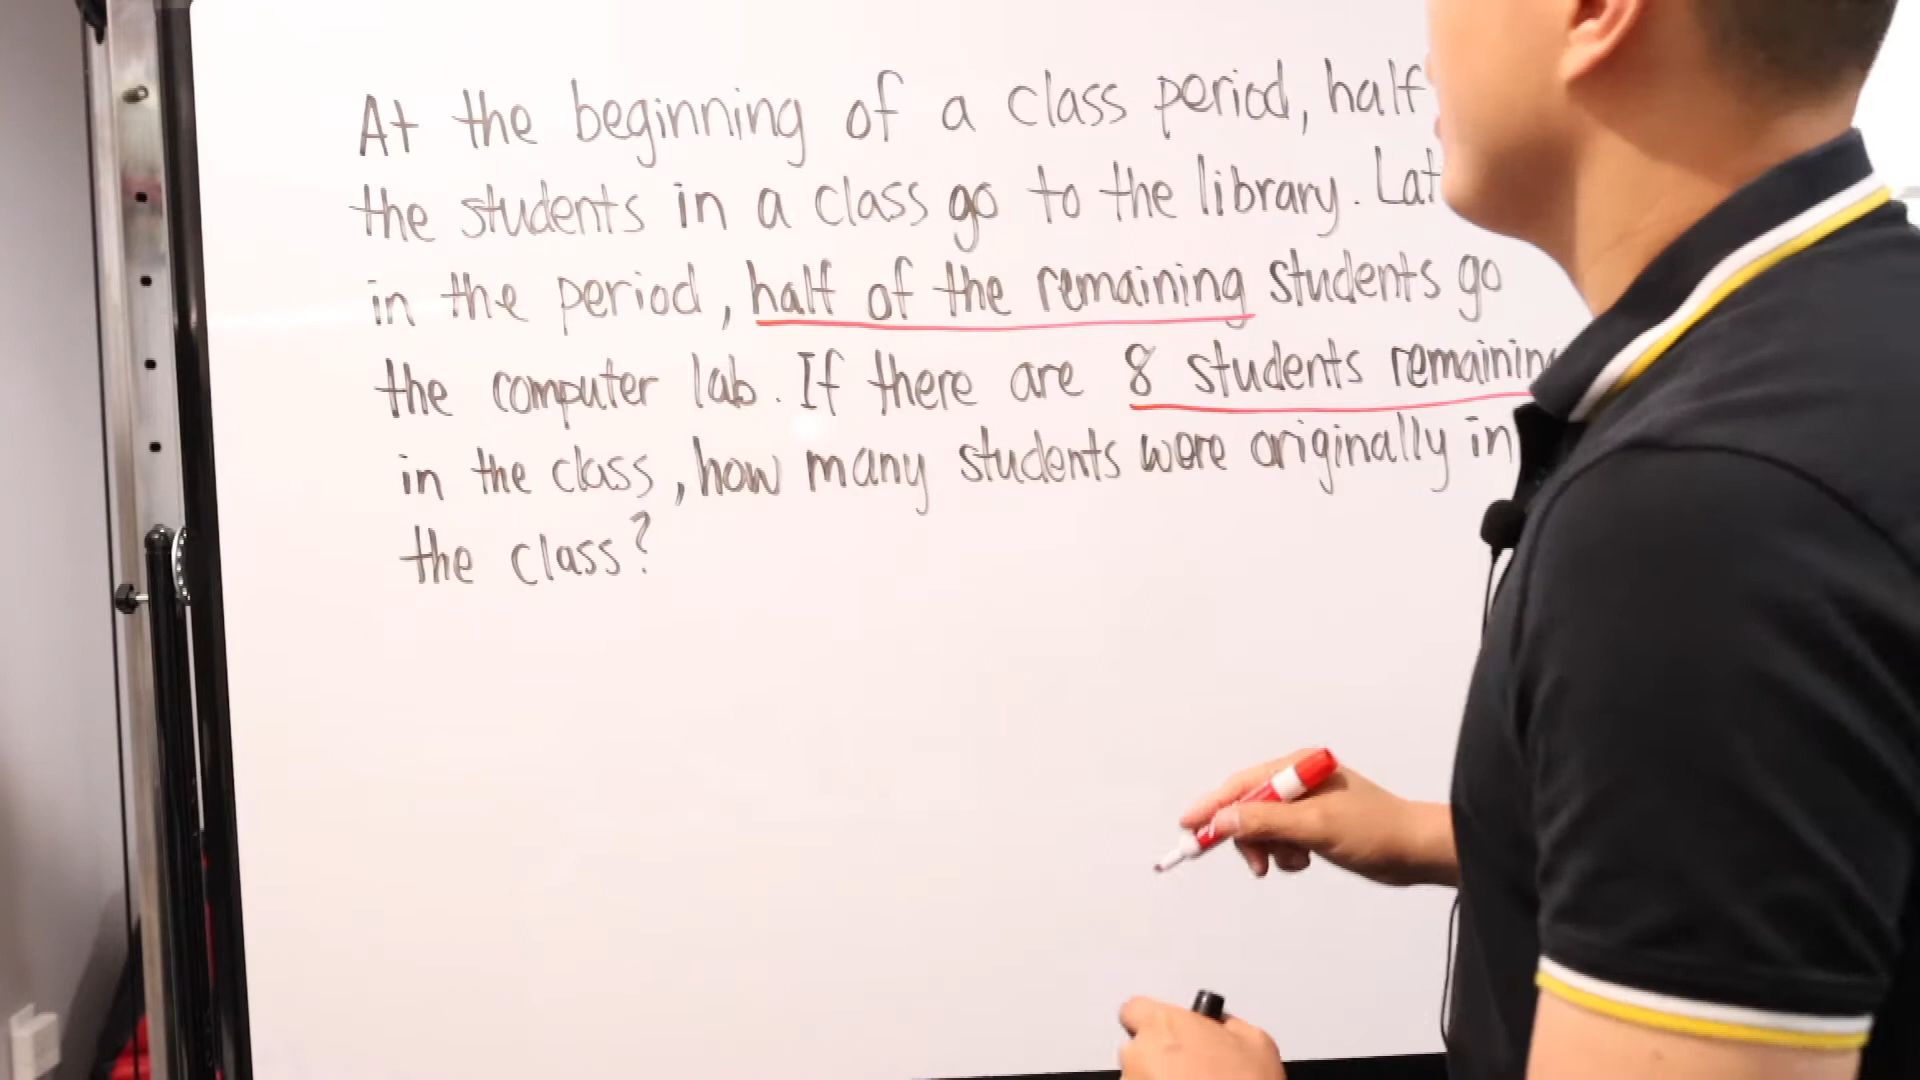 At the beginning of a class period, half
the students in a class go to the library. Lat
in the period, half of the remaining students go
the computer lab. If there are 8 students remaining
in the class, how many students were originally in
the class?